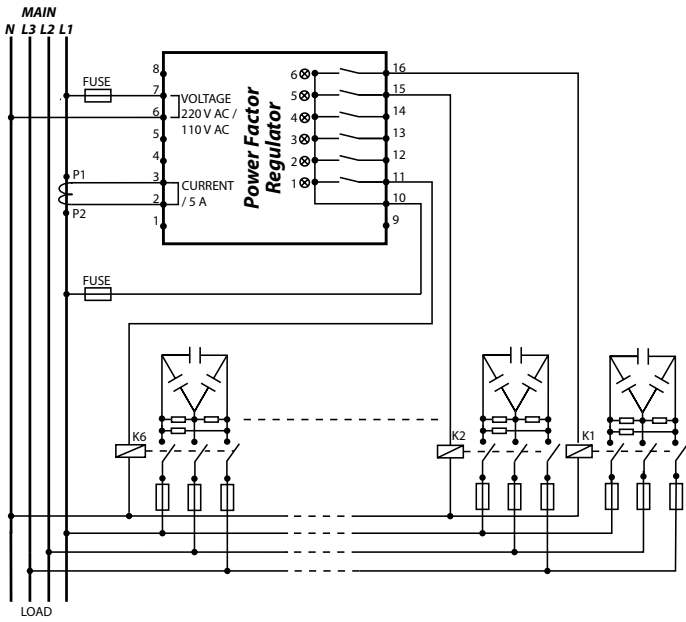 MAIN
N L3 L2 L1
FUSE
8
7
6
5
4
3
2
1
VOLTAGE
220 V AC /
110 V AC
CURRENT
/ 5 A
P1
P2
Power Factor
Regulator
6
5
4
3
2
1
16
15
14
13
12
11
10
9
FUSE
K6
K2
K1
LOAD